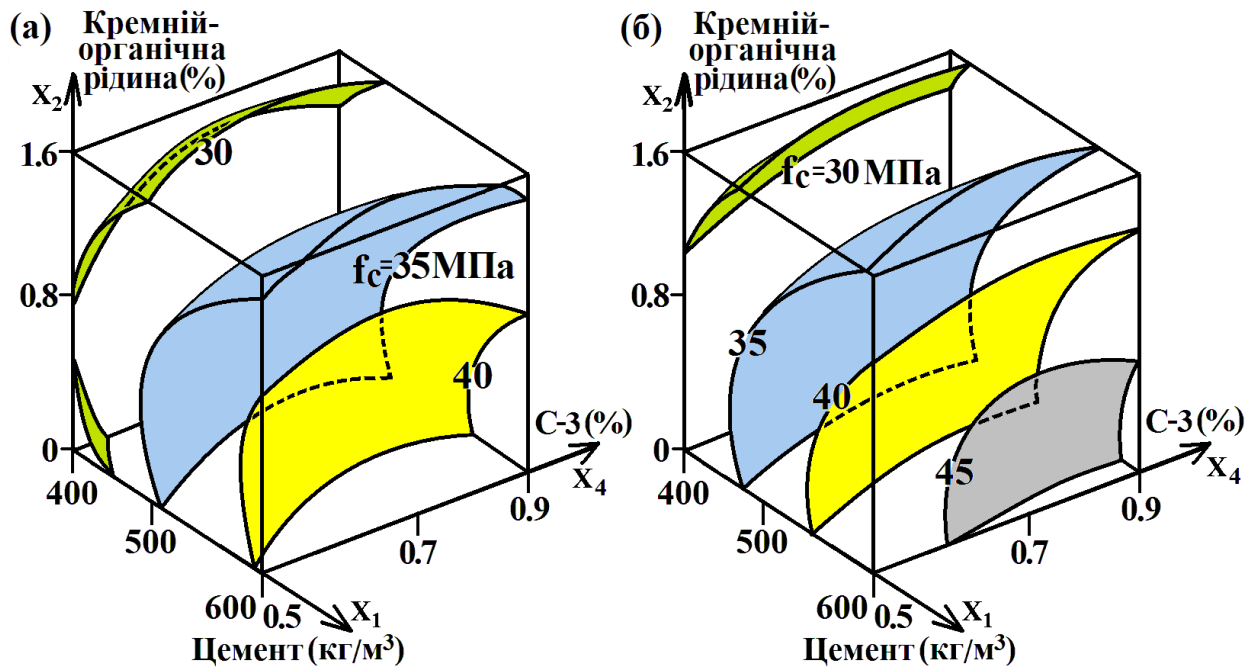 (а)
Кремній-
органічна
рідина (%)
X2
1.6
30
fc=35МПа
0.8
40
С-3 (%)
X4
0
400
0.9
500
0.7
600 0.5
X1
Цемент (кг/м³)
(б)
Кремній-
органічна
рідина (%)
X2
1.6
fc=30 МПа
0.8
35
40
С-3 (%)
X4
0
45
400
0.9
500
0.7
600 0.5
X1
Цемент (кг/м³)